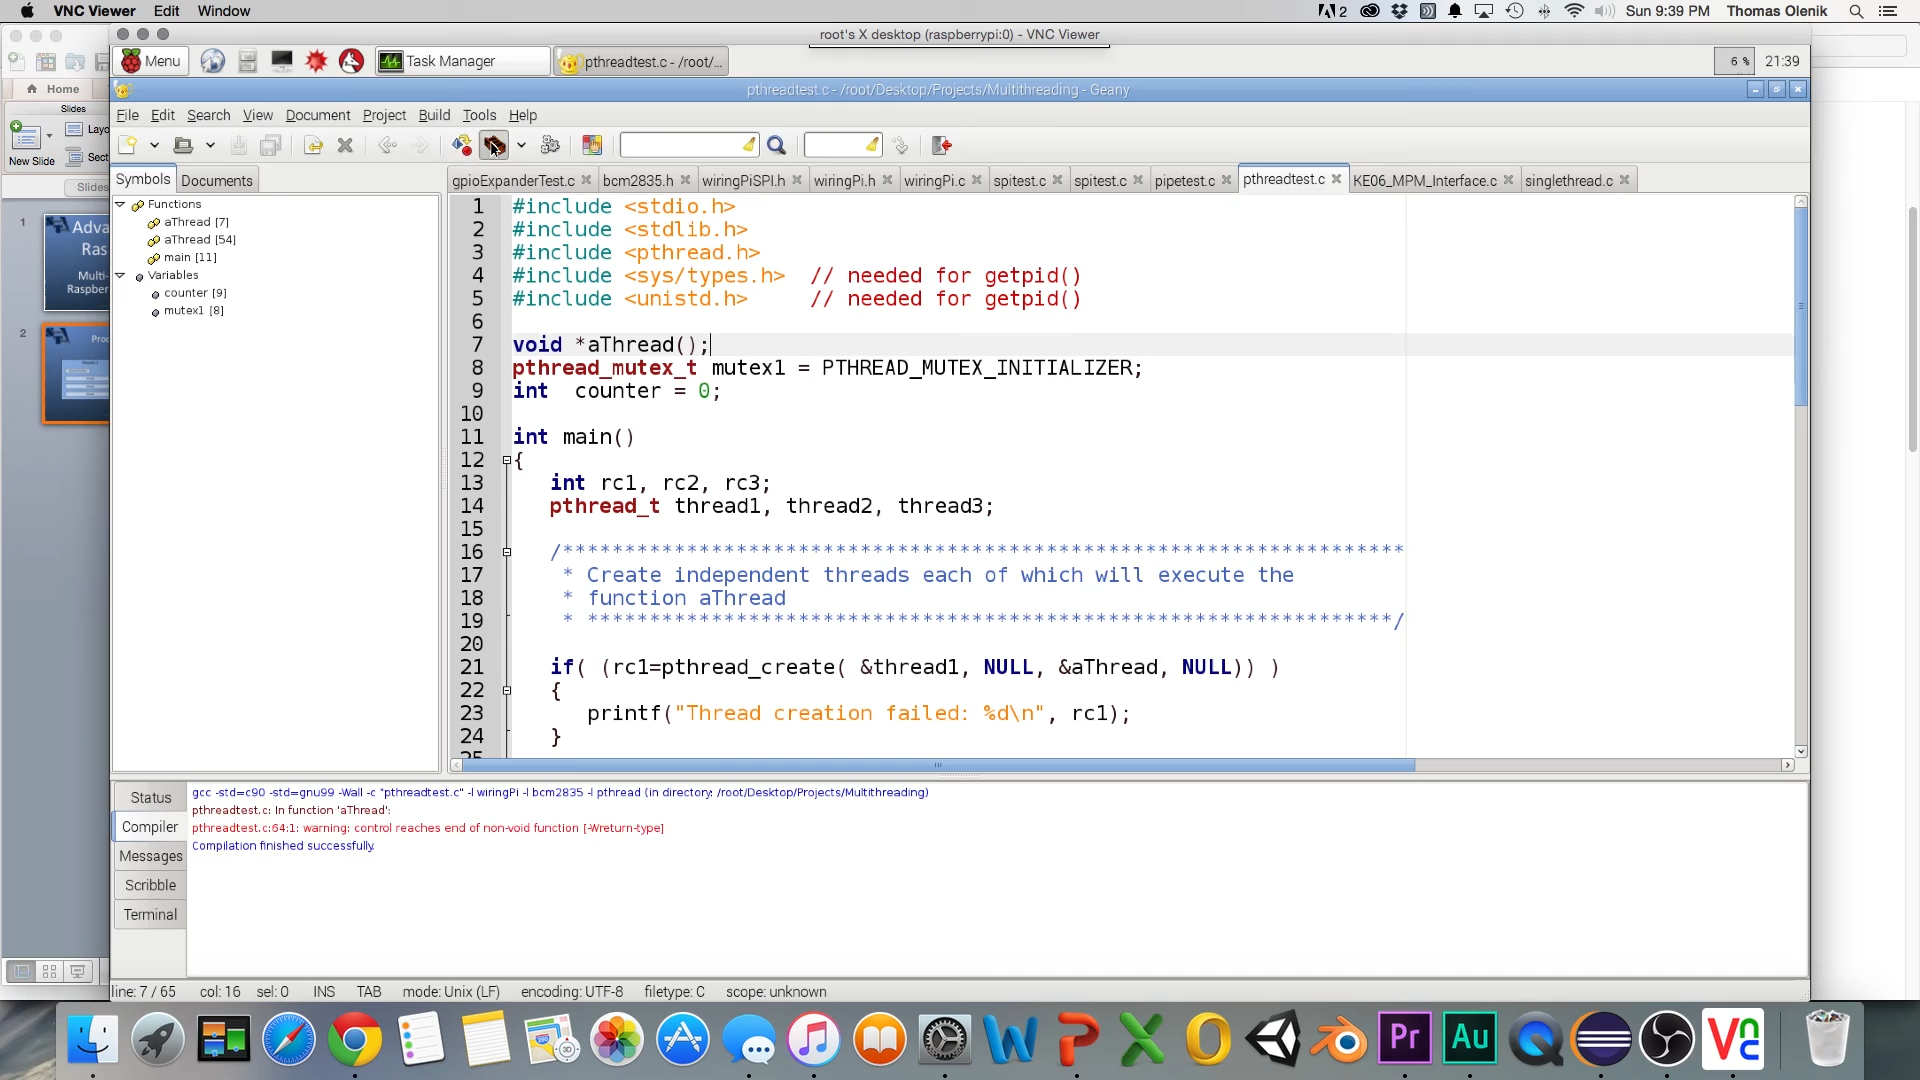 VNC Viewer Edit Window 2 Sun 9:39 PM Thomas Olenik
root's X desktop (raspberrypi:0) - VNC Viewer
Menu Task Manager pthreadtest.c - /root/... 6 % 21:39
pthreadtest.c - /root/Desktop/Projects/Multithreading - Geany
Home
Slides
New Slide
Slides
File Edit Search View Document Project Build Tools Help
Symbols Documents
gpioExpanderTest.c bcm2835.h wiringPiSPI.h wiringPi.h wiringPi.c spitest.c spitest.c pipetest.c pthreadtest.c KE06_MPM_Interface.c singlethread.c
Functions
aThread [7]
aThread [54]
main [11]
Variables
counter [9]
mutex1 [8]
1
2
1 #include <stdio.h>
2 #include <stdlib.h>
3 #include <pthread.h>
4 #include <sys/types.h> // needed for getpid()
5 #include <unistd.h> // needed for getpid()
6
7 void *aThread();
8 pthread_mutex_t mutex1 = PTHREAD_MUTEX_INITIALIZER;
9 int counter = 0;
10
11 int main()
12 {
13 int rc1, rc2, rc3;
14 pthread_t thread1, thread2, thread3;
15
16 /********************************************************************
17 * Create independent threads each of which will execute the
18 * function aThread
19 * *****************************************************************/
20
21 if( (rc1=pthread_create( &thread1, NULL, &aThread, NULL)) )
22 {
23 printf("Thread creation failed: %d\n", rc1);
24 }
25
Status
Compiler
Messages
Scribble
Terminal
gcc -std=c90 -std=gnu99 -Wall -c "pthreadtest.c" -l wiringPi -l bcm2835 -l pthread (in directory: /root/Desktop/Projects/Multithreading)
pthreadtest.c: In function 'aThread':
pthreadtest.c:64:1: warning: control reaches end of non-void function [-Wreturn-type]
Compilation finished successfully.
line: 7 / 65 col: 16 sel: 0 INS TAB mode: Unix (LF) encoding: UTF-8 filetype: C scope: unknown
Pr Au